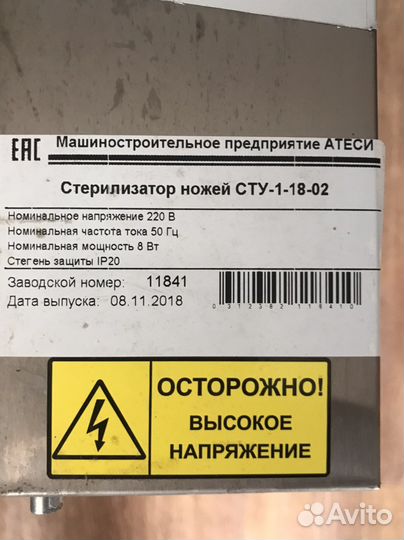 ЕАС Машиностроительное предприятие АТЕСИ
Стерилизатор ножей СТУ-1-18-02
Номинальное напряжение 220 В
Номинальная частота тока 50 Гц
Номинальная мощность 8 Вт
Стегень защиты IP20
Заводской номер: 11841
Дата выпуска: 08.11.2018
0312382118410
ОСТОРОЖНО!
ВЫСОКОЕ
НАПРЯЖЕНИЕ
Avito